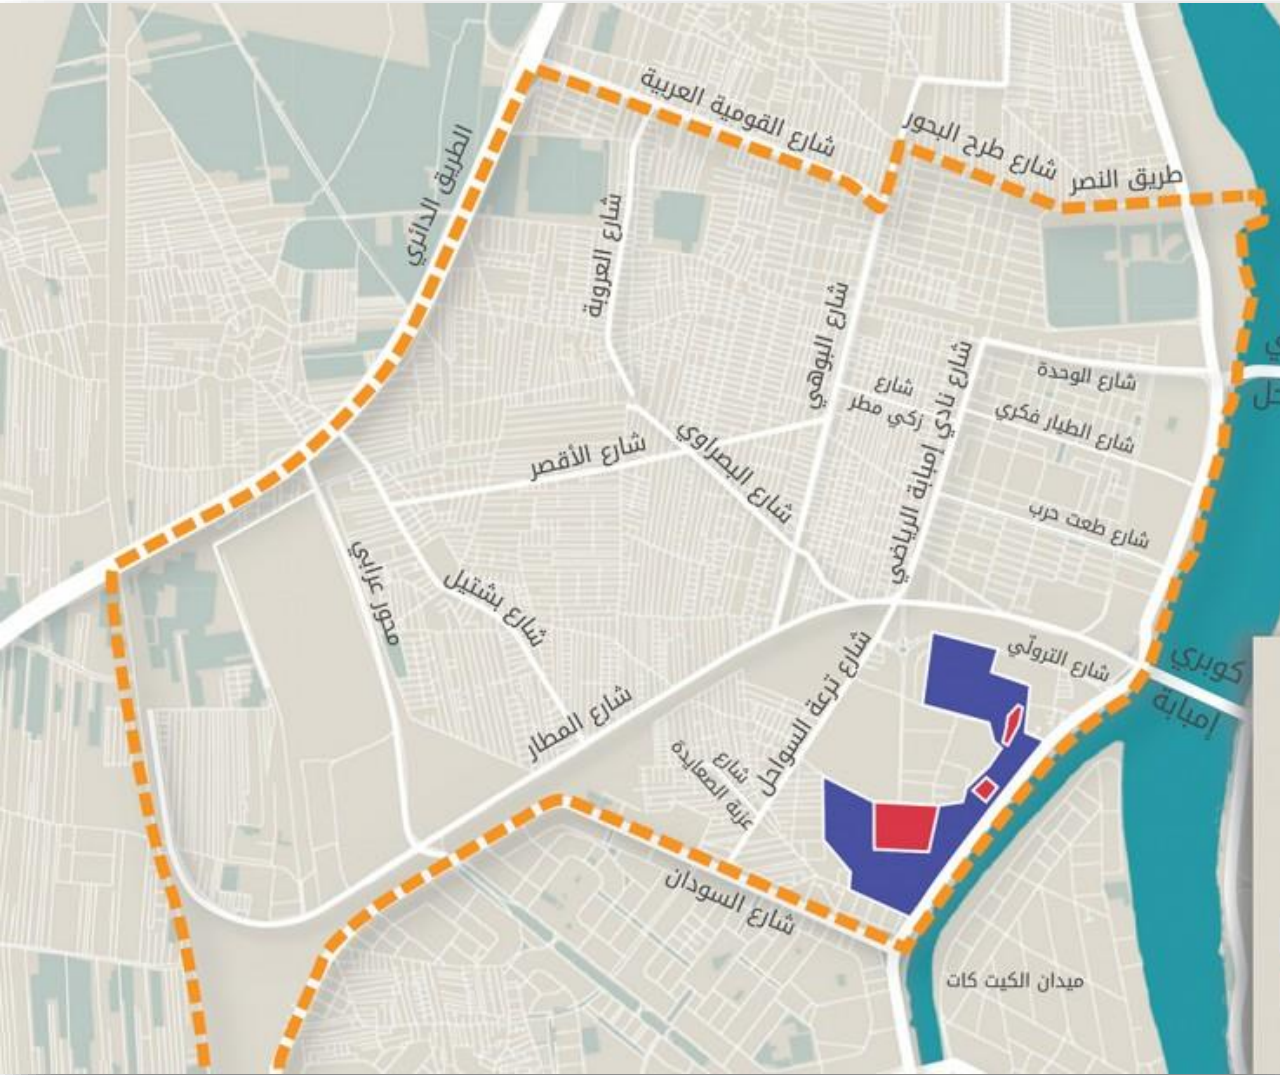 شارع القومية العربية
شارع طرح البحور
طريق النصر
الطريق الدائري
شارع العروبة
شارع البوهي
شارع نادي إمبابة الرياضي
شارع الوحدة
شارع
زكي مطر
شارع الطيار فكري
شارع الأقصر
شارع البصراوي
شارع طعت حرب
محور عرابي
شارع بشتيل
شارع الترولّي
كوبري
إمبابة
شارع المطار
شارع ترعة السواحل
شارع
عزبة الصعايدة
شارع السودان
ميدان الكيت كات